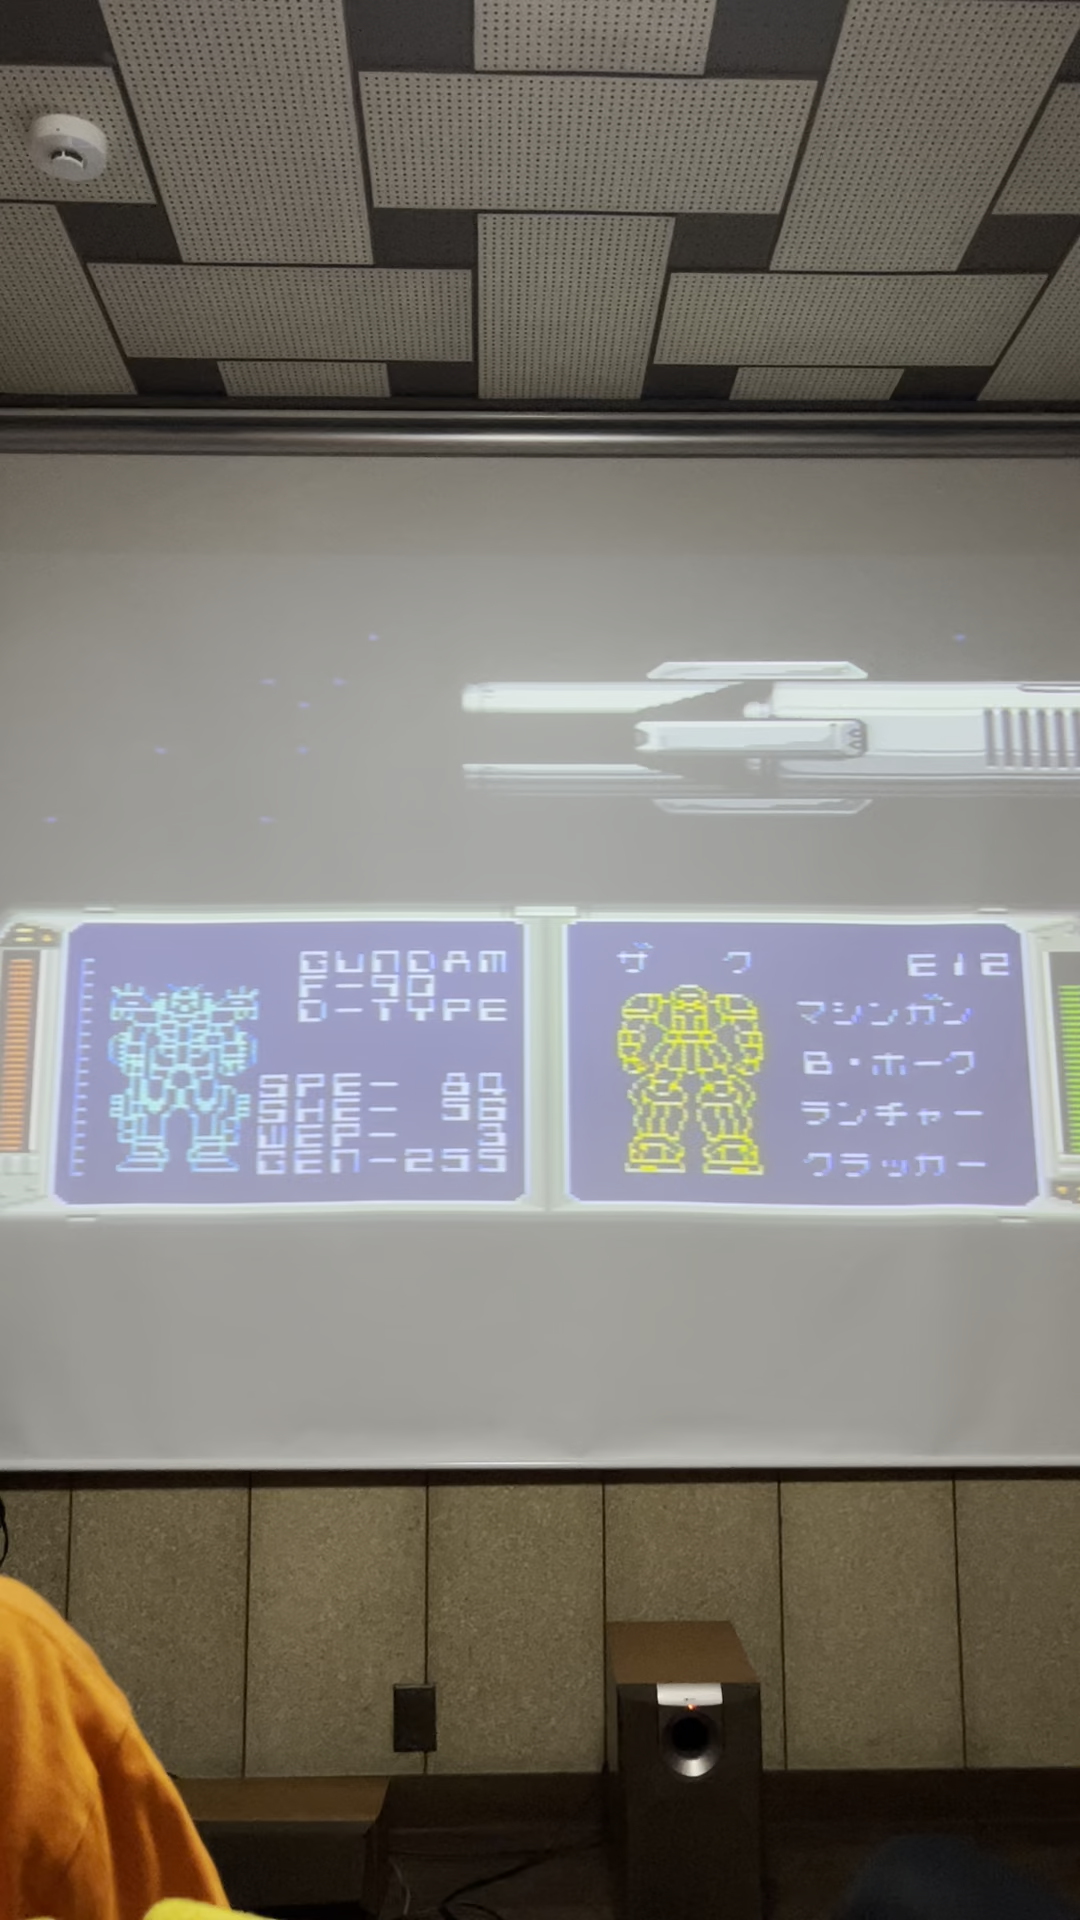 GUNDAM
F-90
D-TYPE
SPE- 80
SHE- 56
WEP- 3
GEN-255
ザク E12
マシンガン
B・ホーク
ランチャー
クラッカー